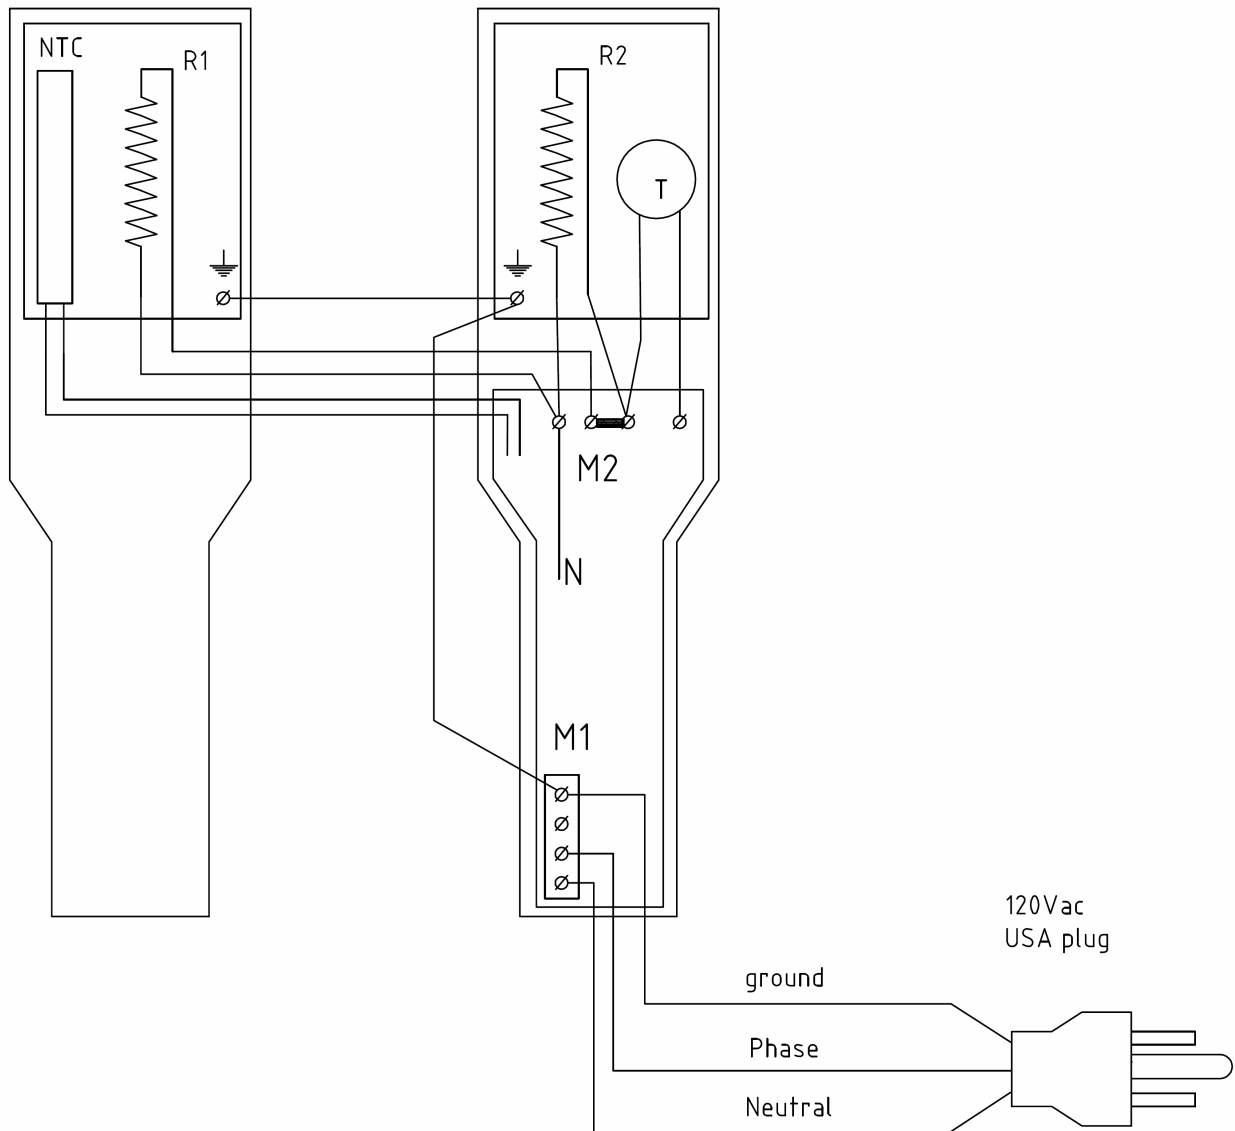 NTC
R1
R2
T
M2
N
M1
120Vac
USA plug
ground
Phase
Neutral